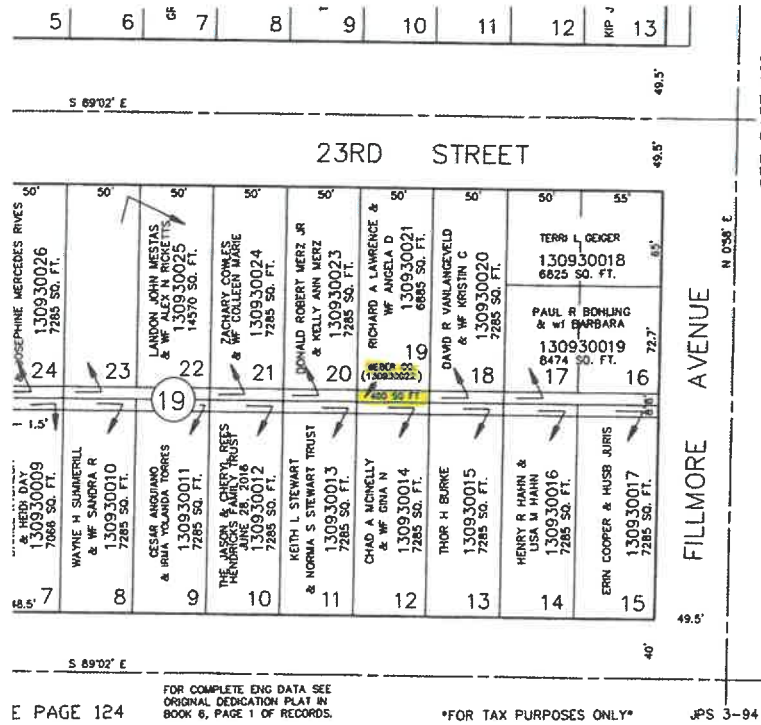 5 6 7 8 9 10 11 12 13
KIP J
49.5'
S 89°02' E
23RD STREET
49.5'
50' 50' 50' 50' 50' 50' 50' 50' 55'
JOSEPHINE MERCEDES RIVES
130930026
7285 SQ. FT.
24
23
LANDON JOHN MESTAS
& WF ALEX N RICKETTS
130930025
14570 SQ. FT.
22
ZACHARY COWLES
& WF COLLEEN MARIE
130930024
7285 SQ. FT.
21
DONALD ROBERT MERZ JR
& KELLY ANN MERZ
130930023
7285 SQ. FT.
20
RICHARD A LAWRENCE &
WF ANGELA D
130930021
6885 SQ. FT.
19
WEBER CO
(130930022)
400 SQ FT
DAVID R VANLANGEVELD
& WF KRISTIN C
130930020
7285 SQ. FT.
18
17
TERRI L GEIGER
130930018
6825 SQ. FT.
65'
PAUL R BOHLING
& wf BARBARA
130930019
8474 SQ. FT.
72.7'
16
N 0°58' E
FILLMORE AVENUE
19
1.5'
& HEIDI DAY
130930009
7066 SQ. FT.
48.5'
7
WAYNE H SUMMERILL
& WF SANDRA R
130930010
7285 SQ. FT.
8
CESAR ANGUIANO
& IRMA YOLANDA TORRES
130930011
7285 SQ. FT.
9
THE JASON & CHERYL REES
HENDRICKS FAMILY TRUST
JUNE 28, 2018
130930012
7285 SQ. FT.
10
KEITH L STEWART
& NORMA S STEWART TRUST
130930013
7285 SQ. FT.
11
CHAD A MCINELLY
& WF GINA N
130930014
7285 SQ. FT.
12
THOR H BURKE
130930015
7285 SQ. FT.
13
HENRY R HAHN &
LISA M HAHN
130930016
7285 SQ. FT.
14
ERIN COOPER & HUSB JURIS
130930017
7285 SQ. FT.
15
49.5'
40'
S 89°02' E
E PAGE 124
FOR COMPLETE ENG DATA SEE
ORIGINAL DEDICATION PLAT IN
BOOK 6, PAGE 1 OF RECORDS.
*FOR TAX PURPOSES ONLY*
JPS 3-94